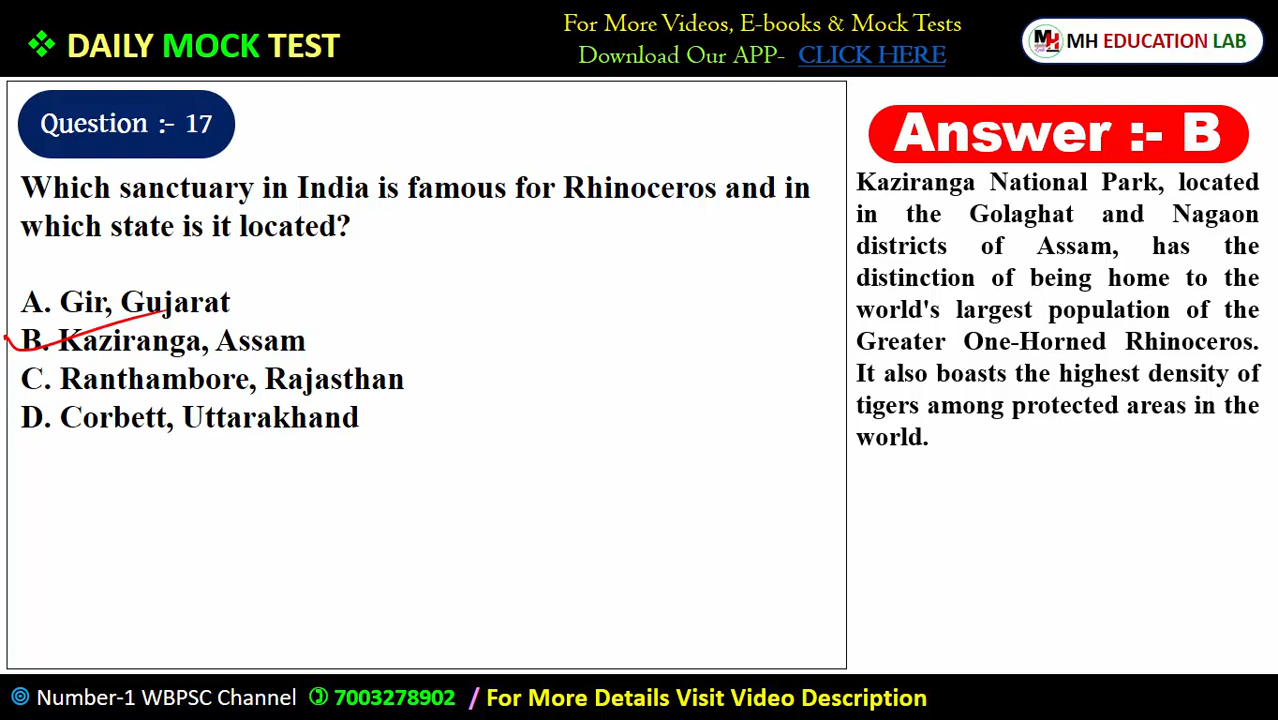 ❖ DAILY MOCK TEST
For More Videos, E-books & Mock Tests
Download Our APP- CLICK HERE
MH EDUCATION LAB
Question :- 17
Which sanctuary in India is famous for Rhinoceros and in
which state is it located?
A. Gir, Gujarat
B. Kaziranga, Assam
C. Ranthambore, Rajasthan
D. Corbett, Uttarakhand
Answer :- B
Kaziranga National Park, located
in the Golaghat and Nagaon
districts of Assam, has the
distinction of being home to the
world's largest population of the
Greater One-Horned Rhinoceros.
It also boasts the highest density of
tigers among protected areas in the
world.
Number-1 WBPSC Channel 7003278902 / For More Details Visit Video Description